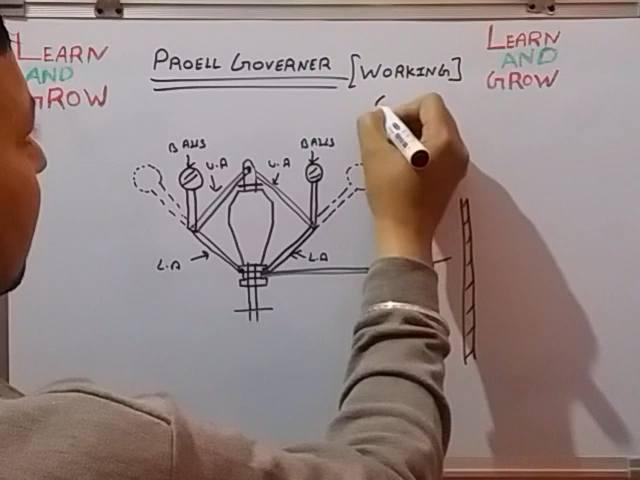 LEARN
AND
GROW
PROELL GOVERNER [WORKING]
LEARN
AND
GROW
BALLS
BALLS
U.A
U.A
L.A
L.A